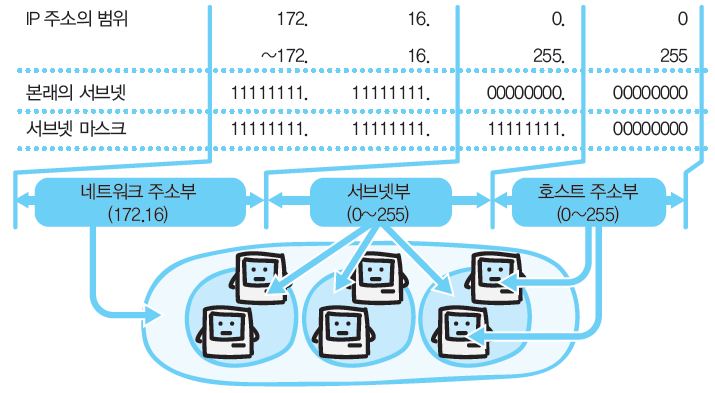 IP 주소의 범위 172. 16. 0. 0
~172. 16. 255. 255
본래의 서브넷 11111111. 11111111. 00000000. 00000000
서브넷 마스크 11111111. 11111111. 11111111. 00000000
네트워크 주소부 서브넷부 호스트 주소부
(172.16) (0~255) (0~255)